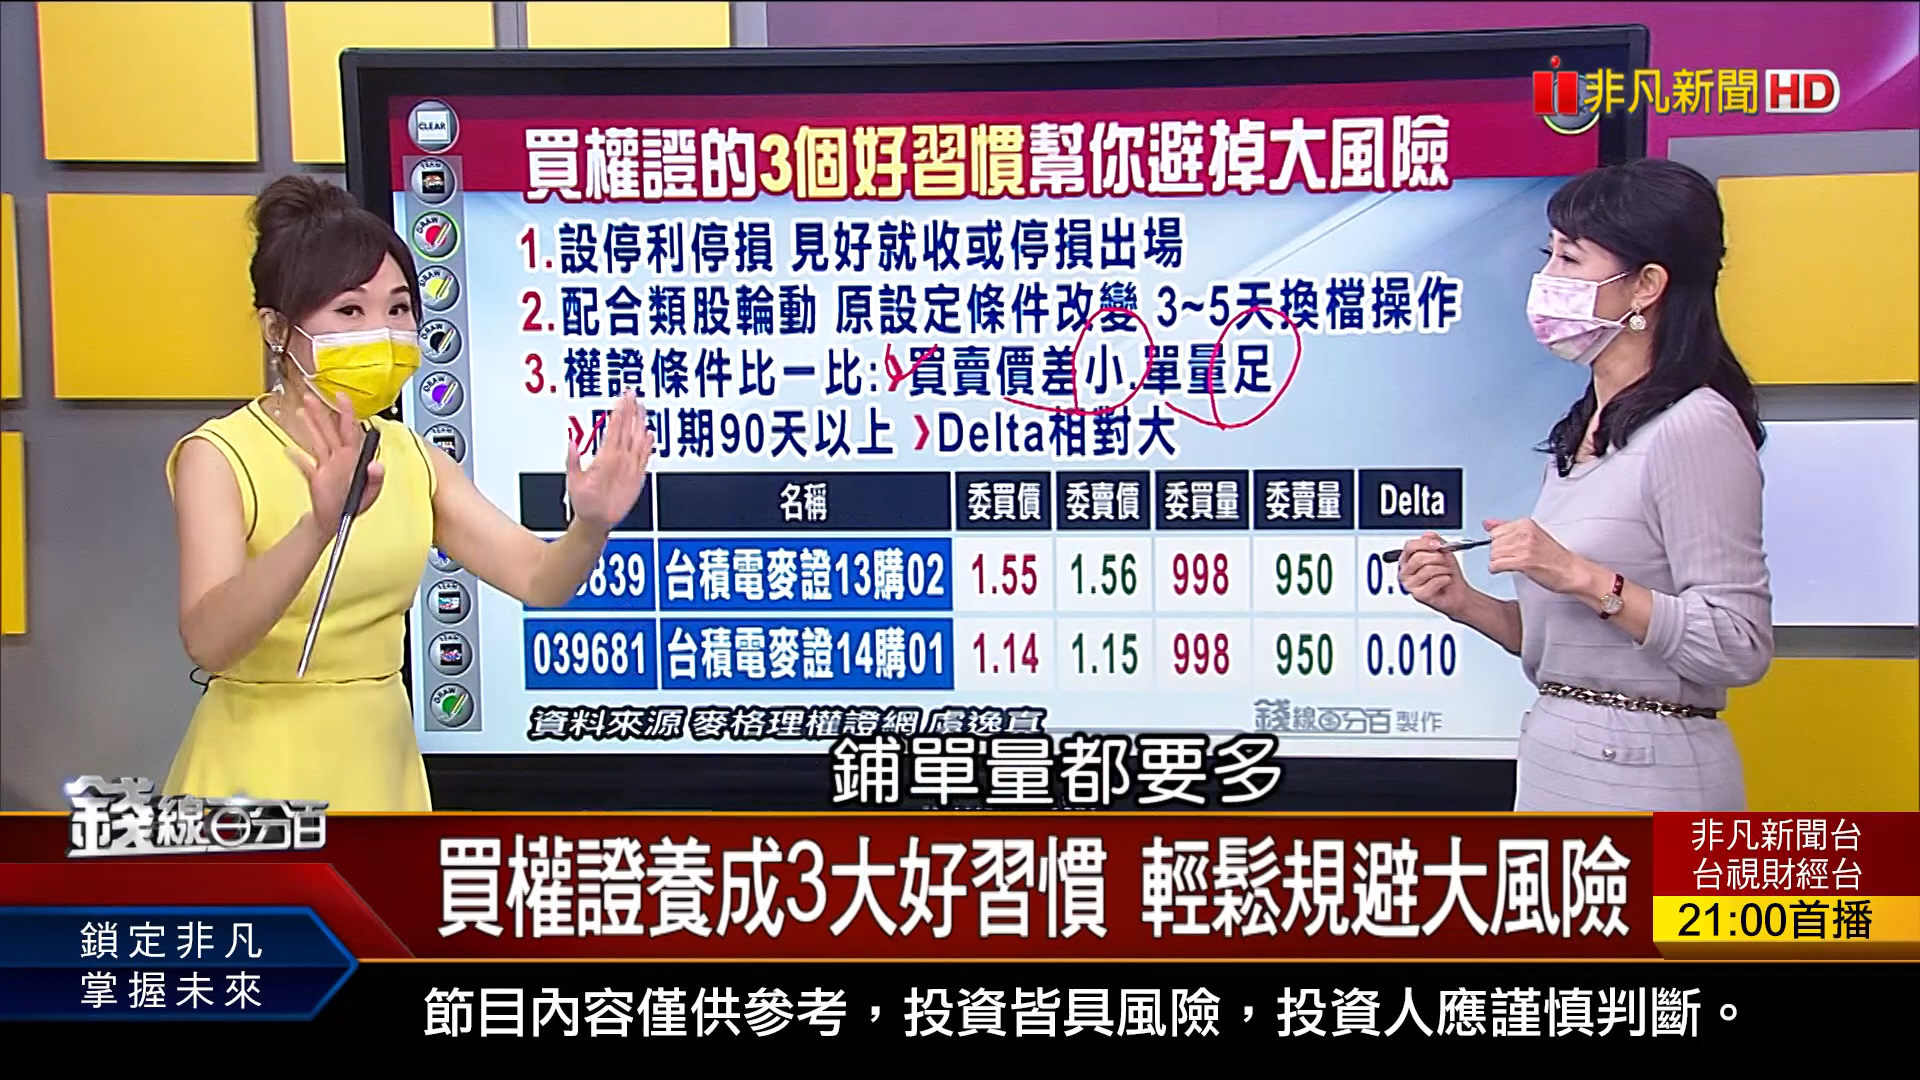 非凡新聞HD
CLEAR
買權證的3個好習慣幫你避掉大風險
1.設停利停損 見好就收或停損出場
2.配合類股輪動 原設定條件改變 3~5天換檔操作
3.權證條件比一比:買賣價差小.單量足
到期90天以上 Delta相對大
名稱 委買價 委賣價 委買量 委賣量 Delta
839 台積電麥證13購02 1.55 1.56 998 950 0.
039681 台積電麥證14購01 1.14 1.15 998 950 0.010
資料來源 麥格理權證網 虞逸真
錢線百分百製作
鋪單量都要多
錢線百分百
買權證養成3大好習慣 輕鬆規避大風險
非凡新聞台
台視財經台
21:00首播
鎖定非凡
掌握未來
節目內容僅供參考，投資皆具風險，投資人應謹慎判斷。